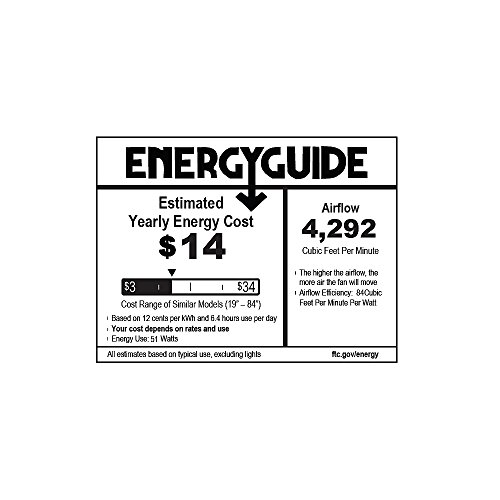 ENERGYGUIDE
Estimated
Yearly Energy Cost
$14
$3 $34
Cost Range of Similar Models (19" – 84")
Based on 12 cents per kWh and 6.4 hours use per day
Your cost depends on rates and use
Energy Use: 51 Watts
All estimates based on typical use, excluding lights
Airflow
4,292
Cubic Feet Per Minute
The higher the airflow, the
more air the fan will move
Airflow Efficiency: 84Cubic
Feet Per Minute Per Watt
ftc.gov/energy